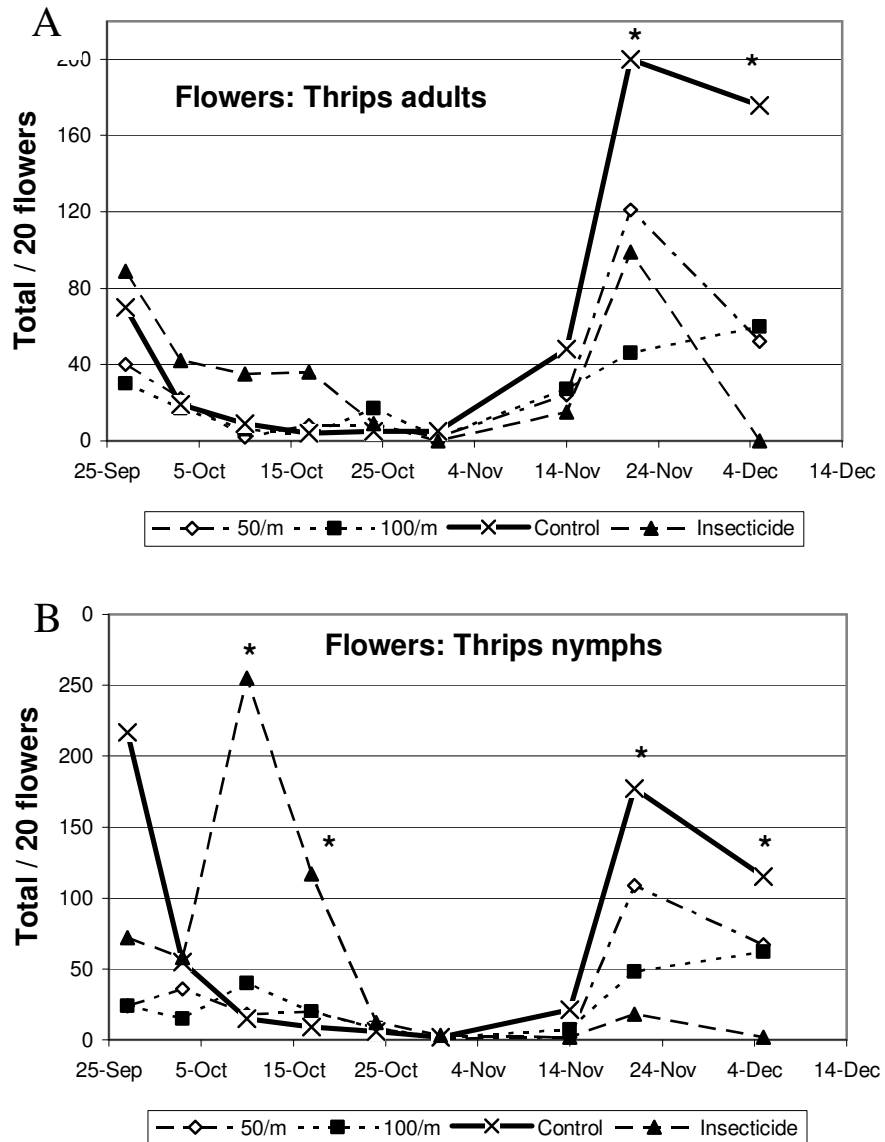 A
*
*
200
Flowers: Thrips adults
160
120
80
40
0
Total / 20 flowers
25-Sep 5-Oct 15-Oct 25-Oct 4-Nov 14-Nov 24-Nov 4-Dec 14-Dec
50/m 100/m Control Insecticide
B
0
Flowers: Thrips nymphs
*
250
*
200
*
*
150
100
50
0
Total / 20 flowers
25-Sep 5-Oct 15-Oct 25-Oct 4-Nov 14-Nov 24-Nov 4-Dec 14-Dec
50/m 100/m Control Insecticide